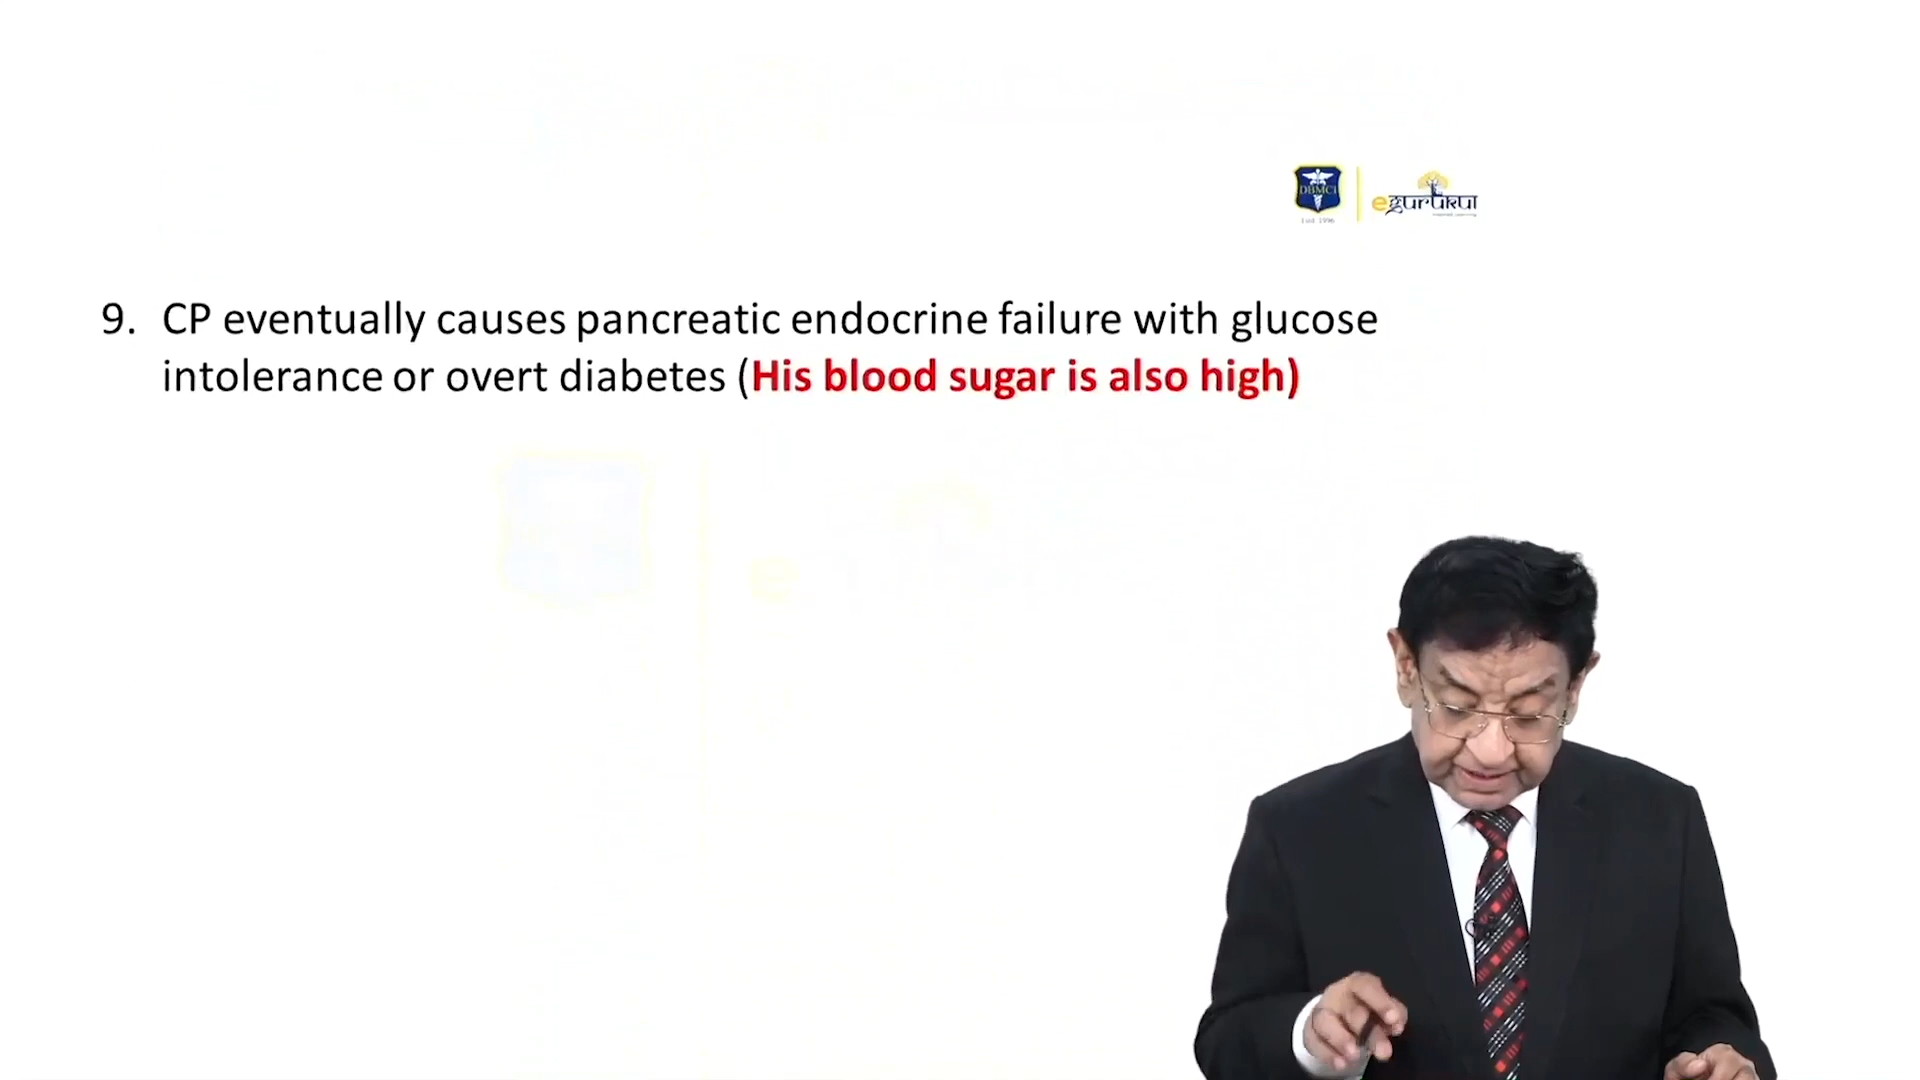 DBMCI
egurukul
9. CP eventually causes pancreatic endocrine failure with glucose
intolerance or overt diabetes (His blood sugar is also high)
e